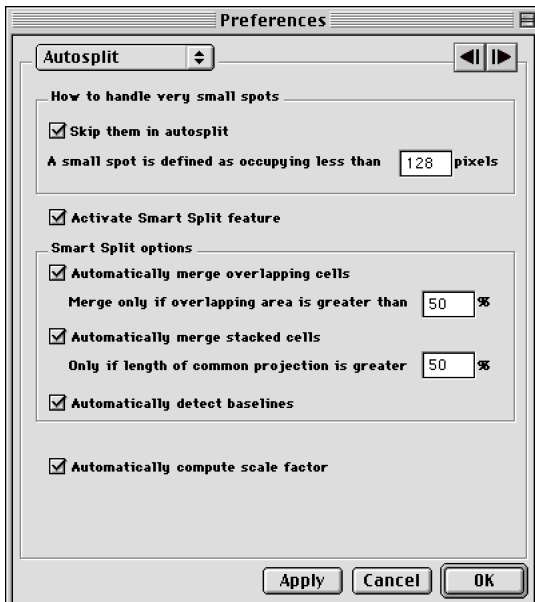 Preferences
Autosplit
How to handle very small spots
Skip them in autosplit
A small spot is defined as occupying less than 128 pixels
Activate Smart Split feature
Smart Split options
Automatically merge overlapping cells
Merge only if overlapping area is greater than 50 %
Automatically merge stacked cells
Only if length of common projection is greater 50 %
Automatically detect baselines
Automatically compute scale factor
Apply Cancel OK